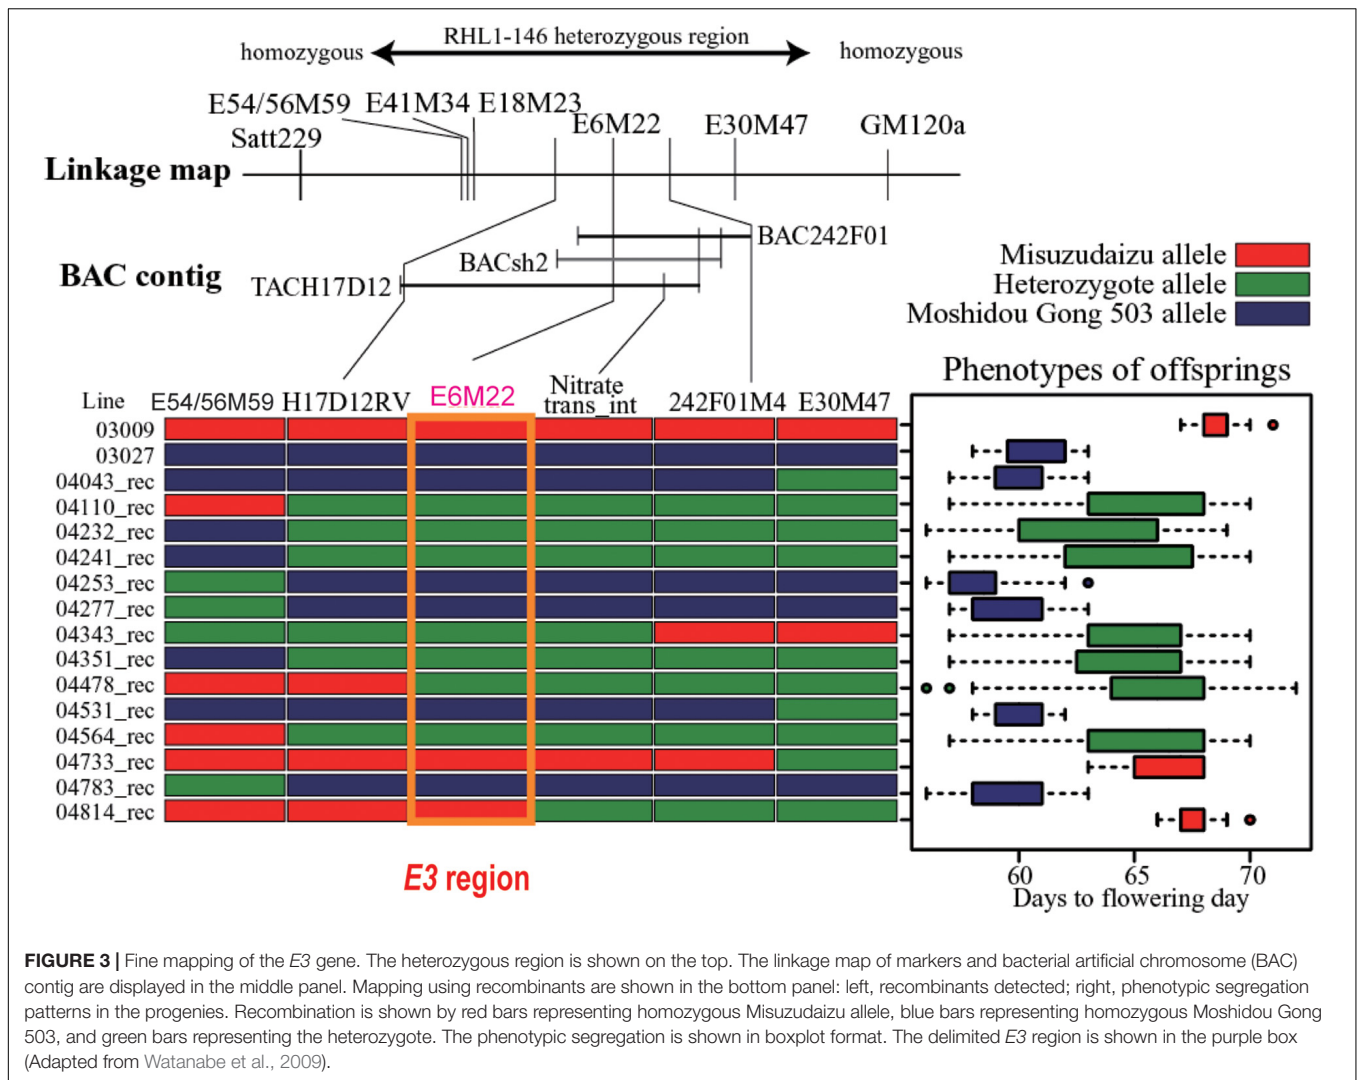 homozygous
RHL1-146 heterozygous region
homozygous
E54/56M59
E41M34
E18M23
Satt229
E6M22
E30M47
GM120a
Linkage map
BAC242F01
BACsh2
BAC contig
TACH17D12
Misuzudaizu allele
Heterozygote allele
Moshidou Gong 503 allele
Phenotypes of offsprings
Line
E54/56M59
H17D12RV
E6M22
Nitrate
trans_int
242F01M4
E30M47
03009
03027
04043_rec
04110_rec
04232_rec
04241_rec
04253_rec
04277_rec
04343_rec
04351_rec
04478_rec
04531_rec
04564_rec
04733_rec
04783_rec
04814_rec
60
65
70
Days to flowering day
E3 region
FIGURE 3 | Fine mapping of the E3 gene. The heterozygous region is shown on the top. The linkage map of markers and bacterial artificial chromosome (BAC)
contig are displayed in the middle panel. Mapping using recombinants are shown in the bottom panel: left, recombinants detected; right, phenotypic segregation
patterns in the progenies. Recombination is shown by red bars representing homozygous Misuzudaizu allele, blue bars representing homozygous Moshidou Gong
503, and green bars representing the heterozygote. The phenotypic segregation is shown in boxplot format. The delimited E3 region is shown in the purple box
(Adapted from Watanabe et al., 2009).